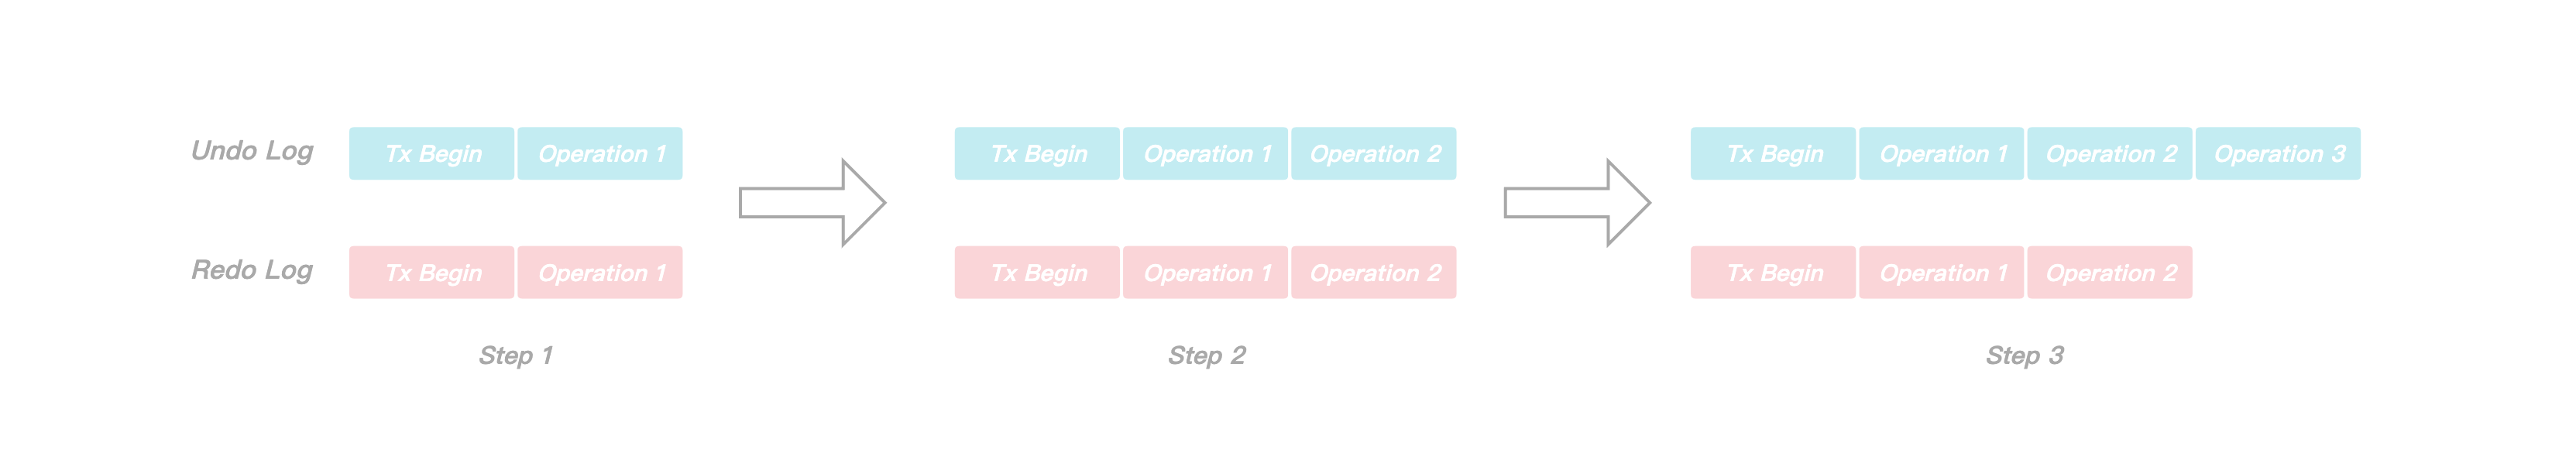 Undo Log Tx Begin Operation 1 Tx Begin Operation 1 Operation 2 Tx Begin Operation 1 Operation 2 Operation 3
Redo Log Tx Begin Operation 1 Tx Begin Operation 1 Operation 2 Tx Begin Operation 1 Operation 2
Step 1 Step 2 Step 3